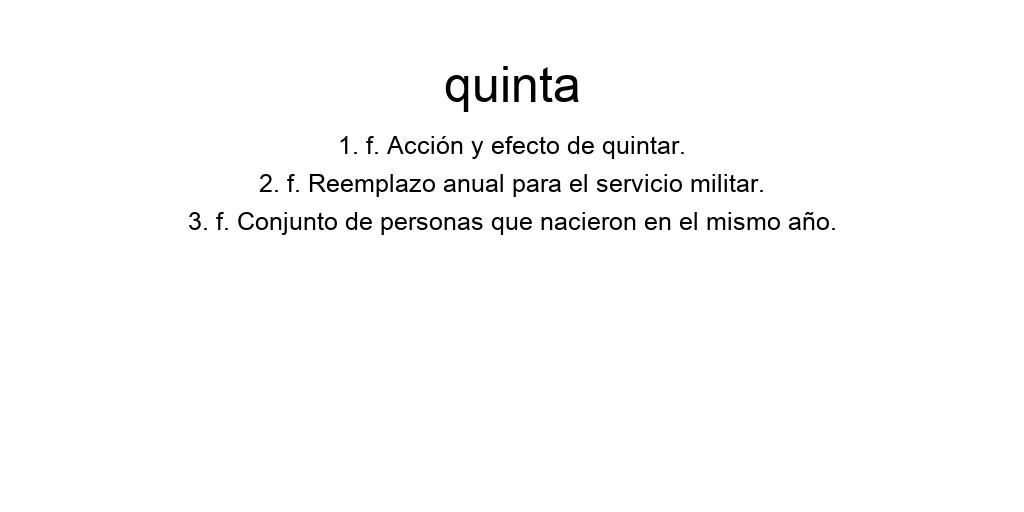 quinta
1. f. Acción y efecto de quintar.
2. f. Reemplazo anual para el servicio militar.
3. f. Conjunto de personas que nacieron en el mismo año.